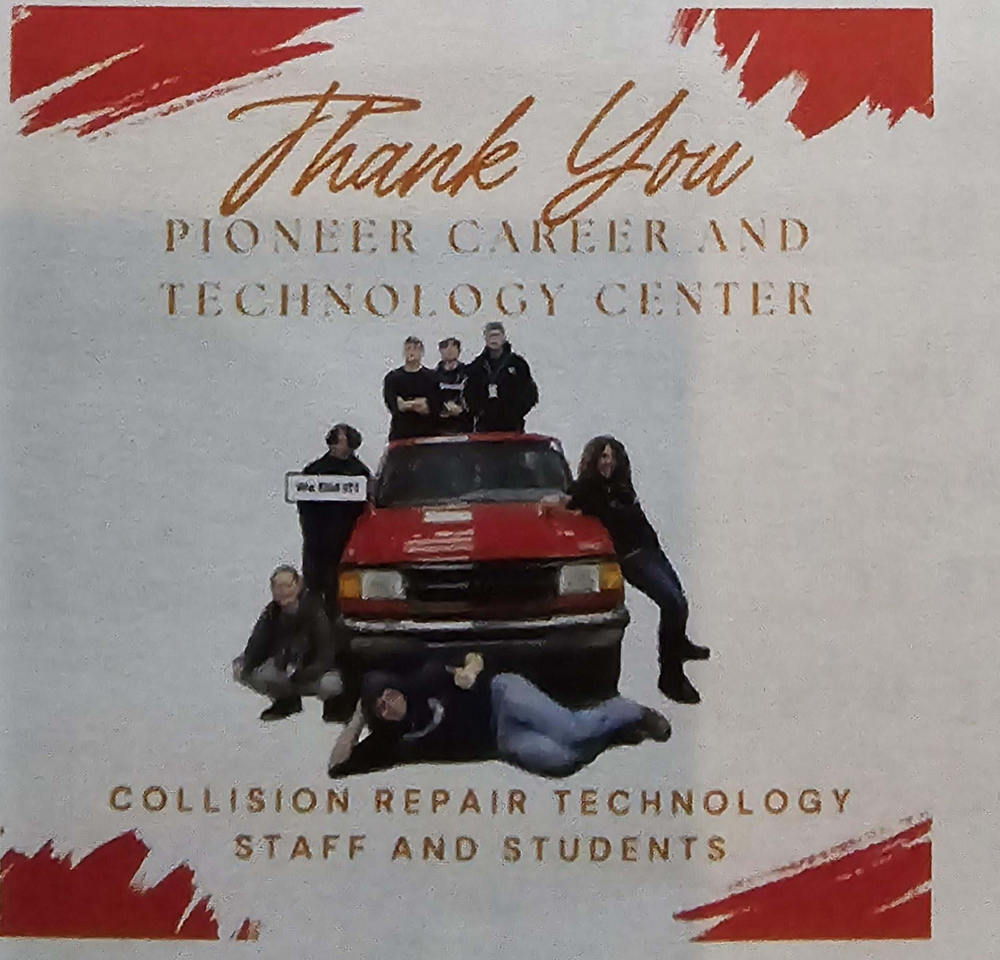 Thank You
PIONEER CAREER AND
TECHNOLOGY CENTER
COLLISION REPAIR TECHNOLOGY
STAFF AND STUDENTS